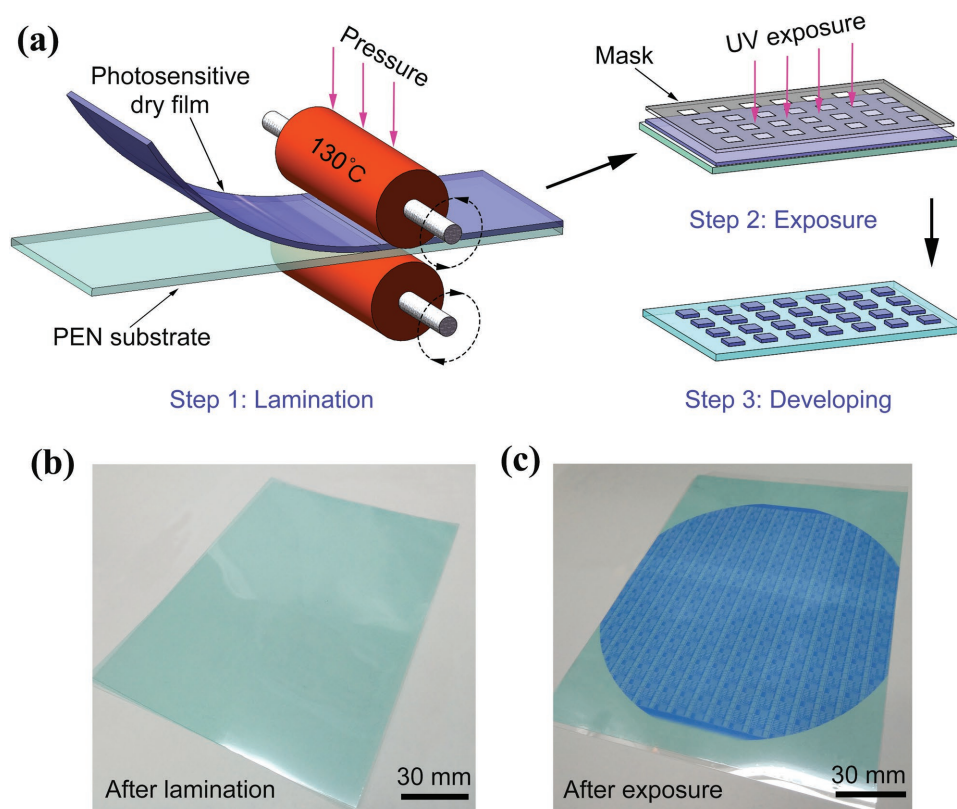 (a)
Photosensitive
dry film
Pressure
130°C
PEN substrate
Step 1: Lamination
Mask
UV exposure
Step 2: Exposure
Step 3: Developing
(b)
After lamination
30 mm
(c)
After exposure
30 mm